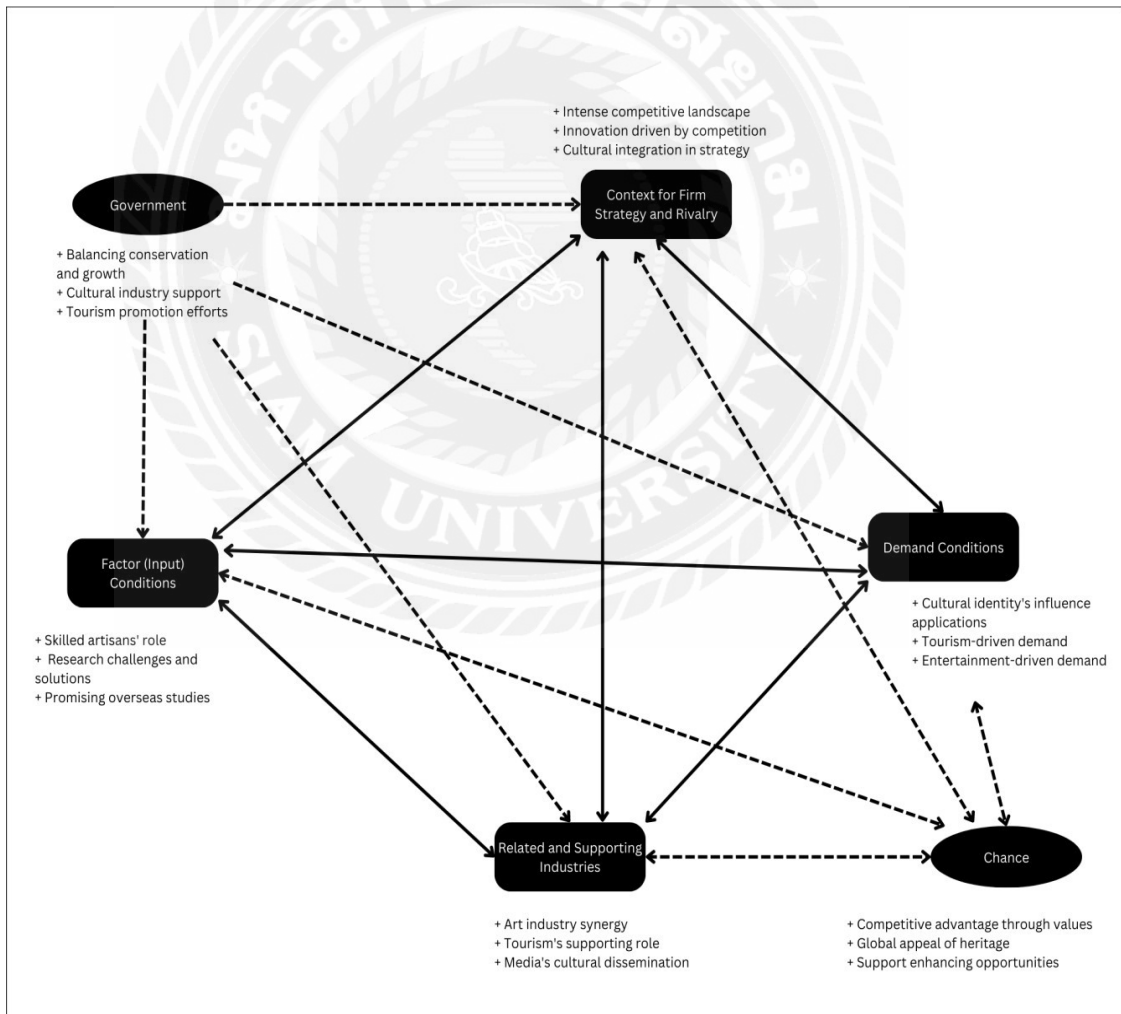 + Intense competitive landscape
+ Innovation driven by competition
+ Cultural integration in strategy
Context for Firm
Strategy and Rivalry
Government
+ Balancing conservation
and growth
+ Cultural industry support
+ Tourism promotion efforts
Factor (Input)
Conditions
+ Skilled artisans' role
+ Research challenges and
solutions
+ Promising overseas studies
Demand Conditions
+ Cultural identity's influence
applications
+ Tourism-driven demand
+ Entertainment-driven demand
Related and Supporting
Industries
+ Art industry synergy
+ Tourism's supporting role
+ Media's cultural dissemination
Chance
+ Competitive advantage through values
+ Global appeal of heritage
+ Support enhancing opportunities
SIAM UNIVERSITY